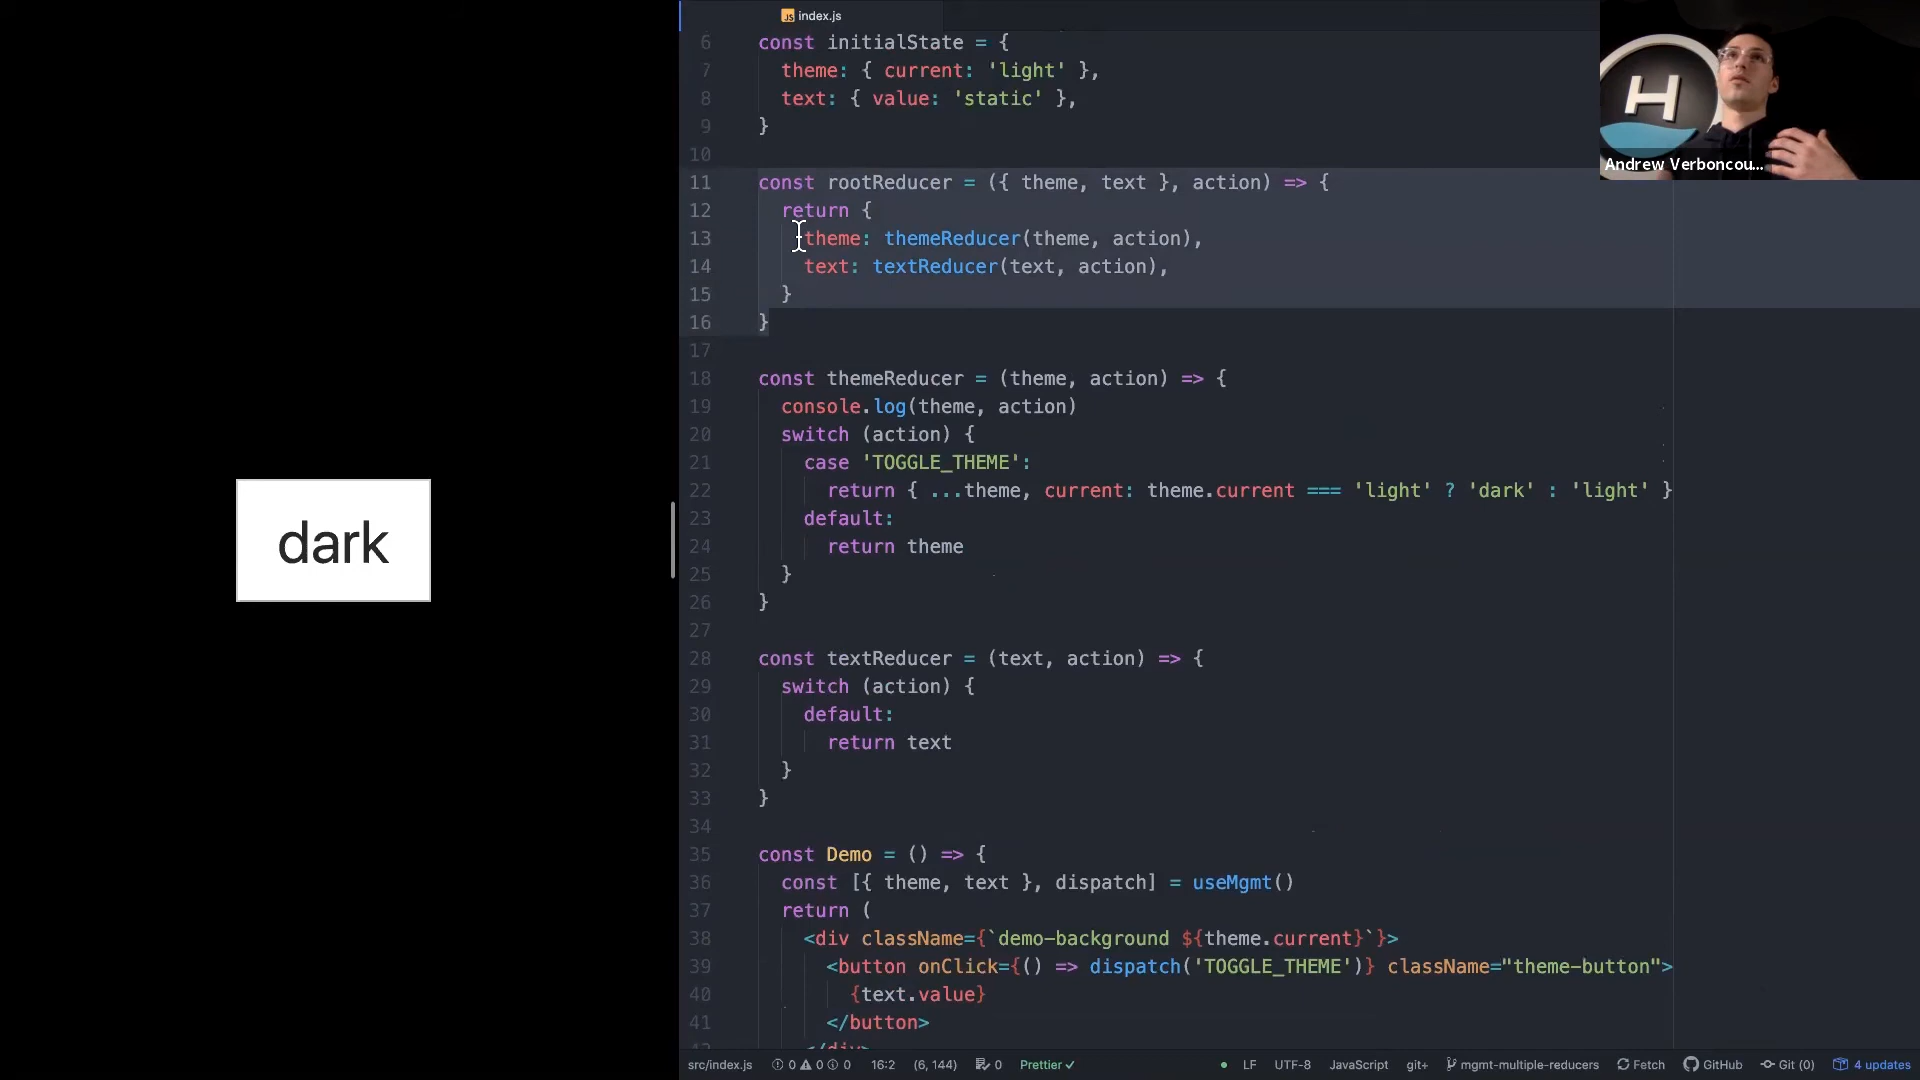 index.js
6 const initialState = {
7 theme: { current: 'light' },
8 text: { value: 'static' },
9 }
10
11 const rootReducer = ({ theme, text }, action) => {
12 return {
13 theme: themeReducer(theme, action),
14 text: textReducer(text, action),
15 }
16 }
17
18 const themeReducer = (theme, action) => {
19 console.log(theme, action)
20 switch (action) {
21 case 'TOGGLE_THEME':
22 return { ...theme, current: theme.current === 'light' ? 'dark' : 'light' }
23 default:
24 return theme
25 }
26 }
27
28 const textReducer = (text, action) => {
29 switch (action) {
30 default:
31 return text
32 }
33 }
34
35 const Demo = () => {
36 const [{ theme, text }, dispatch] = useMgmt()
37 return (
38 <div className={`demo-background ${theme.current}`}>
39 <button onClick={() => dispatch('TOGGLE_THEME')} className="theme-button">
40 {text.value}
41 </button>
dark
H
Andrew Verboncou...
src/index.js 0 0 0 16:2 (6, 144) 0 Prettier ✓ LF UTF-8 JavaScript git+ mgmt-multiple-reducers Fetch GitHub Git (0) 4 updates